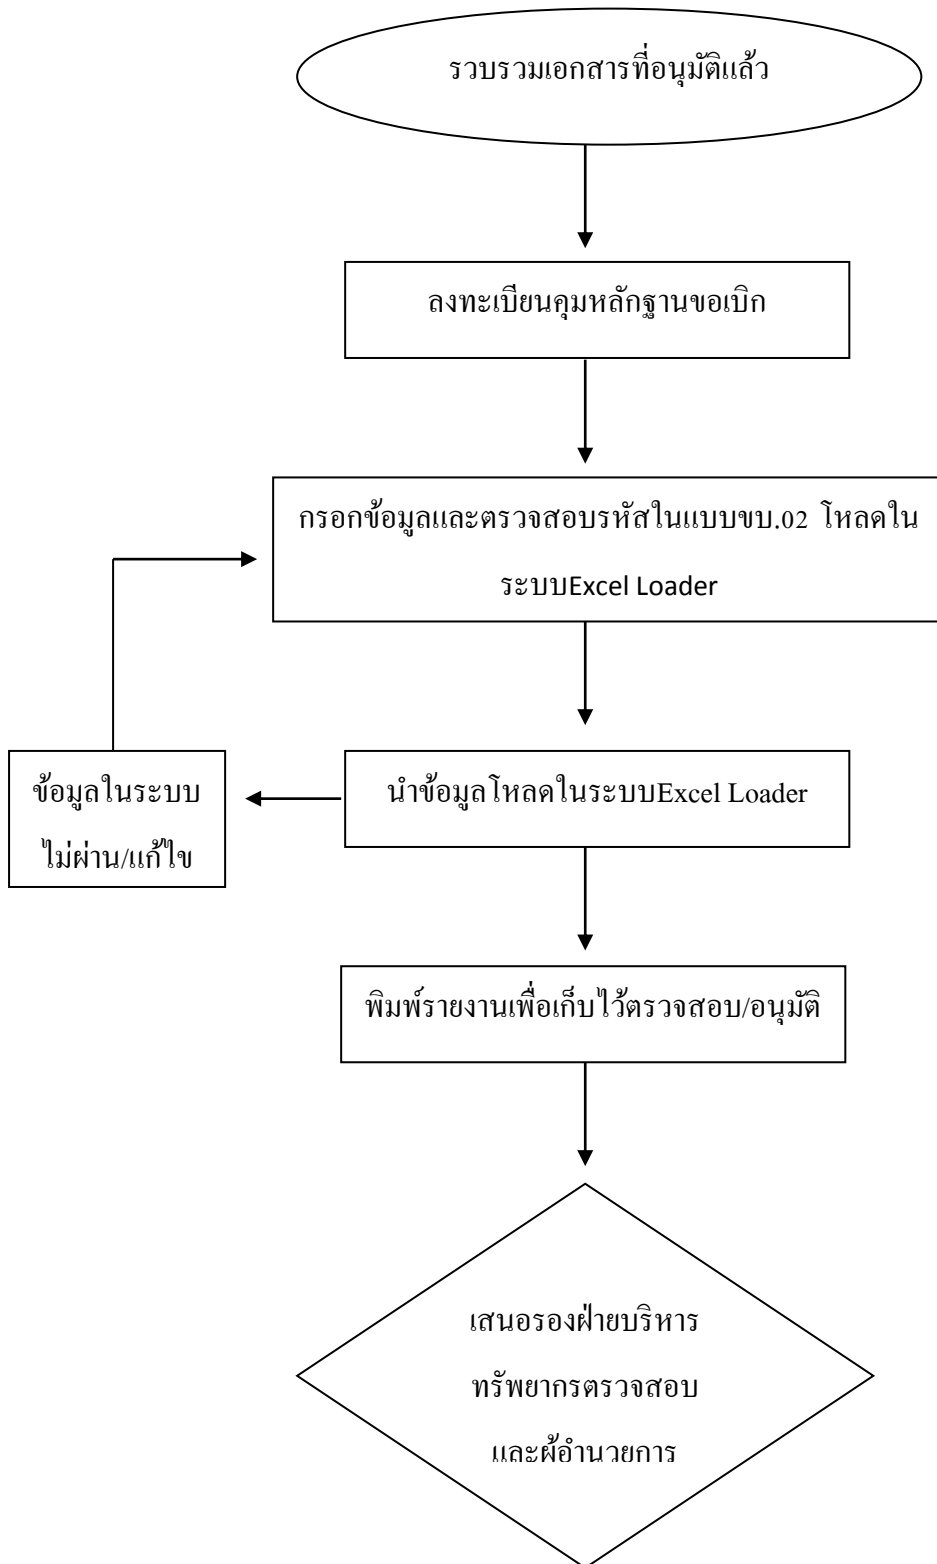 รวบรวมเอกสารที่อนุมัติแล้ว
ลงทะเบียนคุมหลักฐานขอเบิก
กรอกข้อมูลและตรวจสอบรหัสในแบบขบ.02 โหลดใน
ระบบExcel Loader
ข้อมูลในระบบ
ไม่ผ่าน/แก้ไข
นำข้อมูลโหลดในระบบExcel Loader
พิมพ์รายงานเพื่อเก็บไว้ตรวจสอบ/อนุมัติ
เสนอรองฝ่ายบริหาร
ทรัพยากรตรวจสอบ
และผู้อำนวยการ